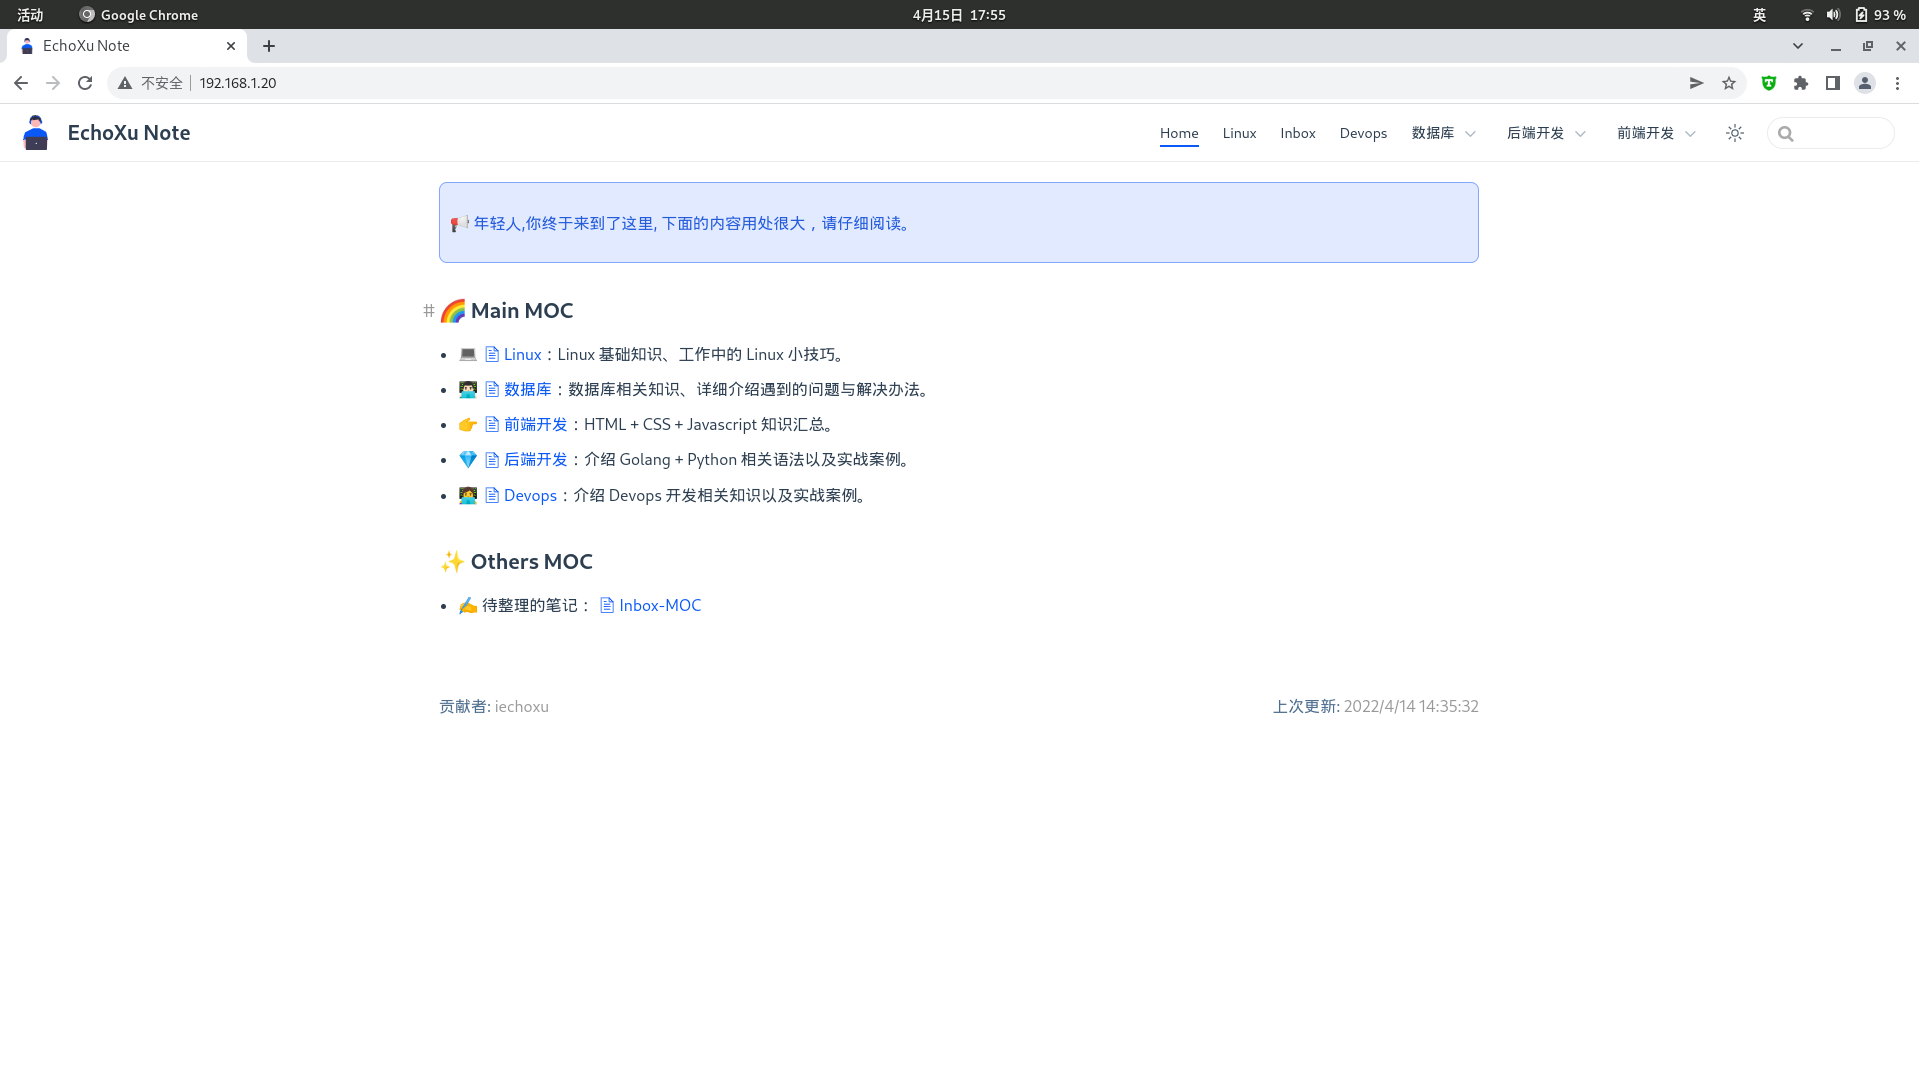 活动 Google Chrome 4月15日 17:55 英 93 %
EchoXu Note
不安全 192.168.1.20
EchoXu Note Home Linux Inbox Devops 数据库 后端开发 前端开发
📢 年轻人,你终于来到了这里, 下面的内容用处很大，请仔细阅读。
# 🌈 Main MOC
• 💻 Linux：Linux 基础知识、工作中的 Linux 小技巧。
• 👨🏻‍💻 数据库：数据库相关知识、详细介绍遇到的问题与解决办法。
• 👉 前端开发：HTML + CSS + Javascript 知识汇总。
• 💎 后端开发：介绍 Golang + Python 相关语法以及实战案例。
• 👩‍💻 Devops：介绍 Devops 开发相关知识以及实战案例。
✨ Others MOC
• ✍️ 待整理的笔记： Inbox-MOC
贡献者: iechoxu 上次更新: 2022/4/14 14:35:32